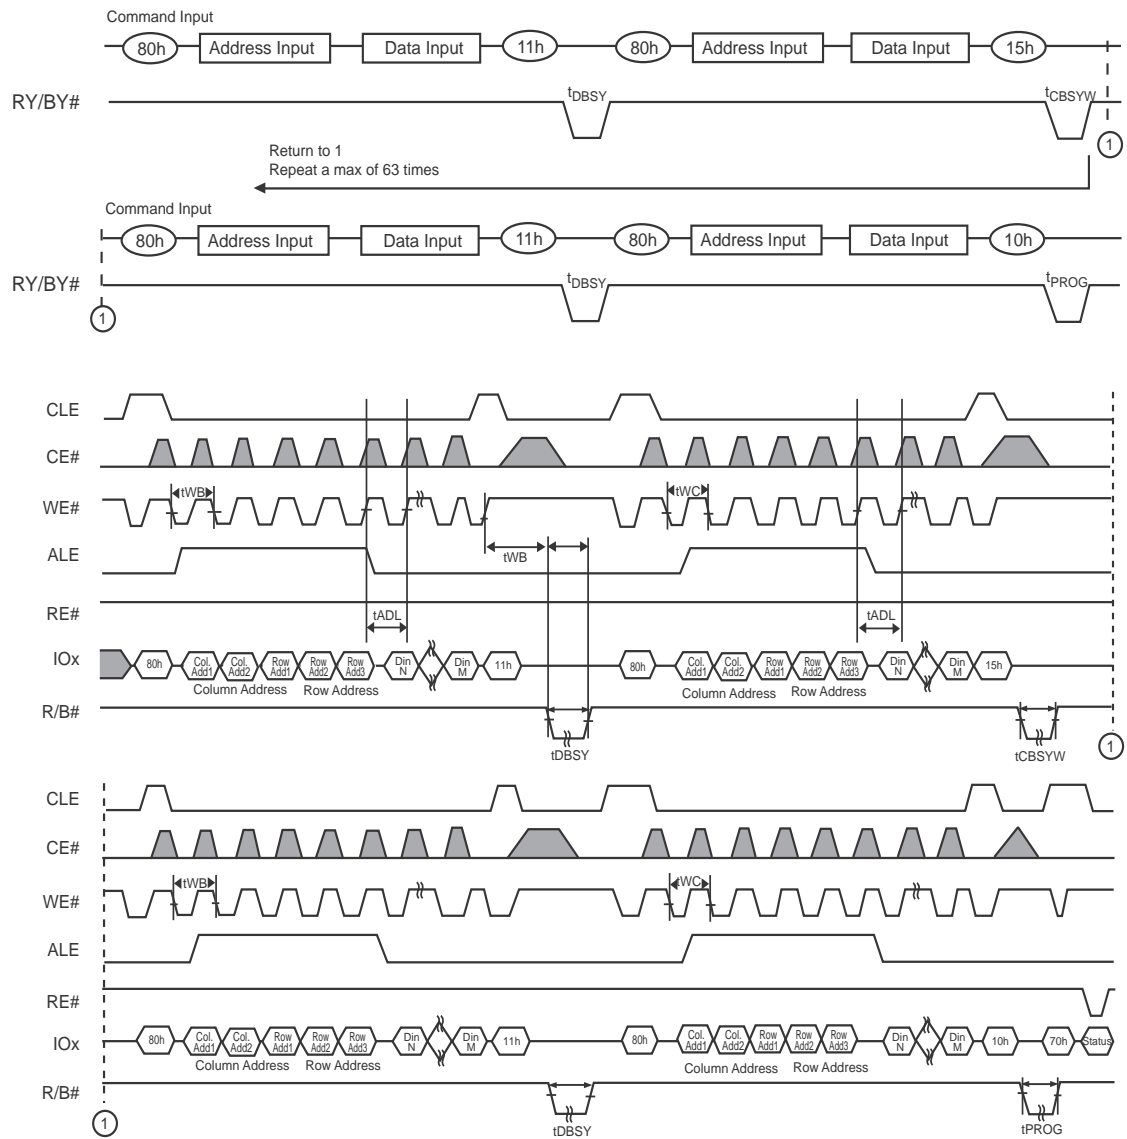 Command Input
80h Address Input Data Input 11h 80h Address Input Data Input 15h
RY/BY# tDBSY tCBSYW
1
Return to 1
Repeat a max of 63 times
Command Input
80h Address Input Data Input 11h 80h Address Input Data Input 10h
RY/BY# tDBSY tPROG
1
CLE
CE#
WE# tWB tWC
ALE tWB
RE# tADL tADL
IOx 80h Col. Add1 Col. Add2 Row Add1 Row Add2 Row Add3 Din N Din M 11h 80h Col. Add1 Col. Add2 Row Add1 Row Add2 Row Add3 Din N Din M 15h
Column Address Row Address Column Address Row Address
R/B#
tDBSY tCBSYW 1
CLE
CE#
WE# tWB tWC
ALE
RE#
IOx 80h Col. Add1 Col. Add2 Row Add1 Row Add2 Row Add3 Din N Din M 11h 80h Col. Add1 Col. Add2 Row Add1 Row Add2 Row Add3 Din N Din M 10h 70h Status
Column Address Row Address Column Address Row Address
R/B#
1 tDBSY tPROG